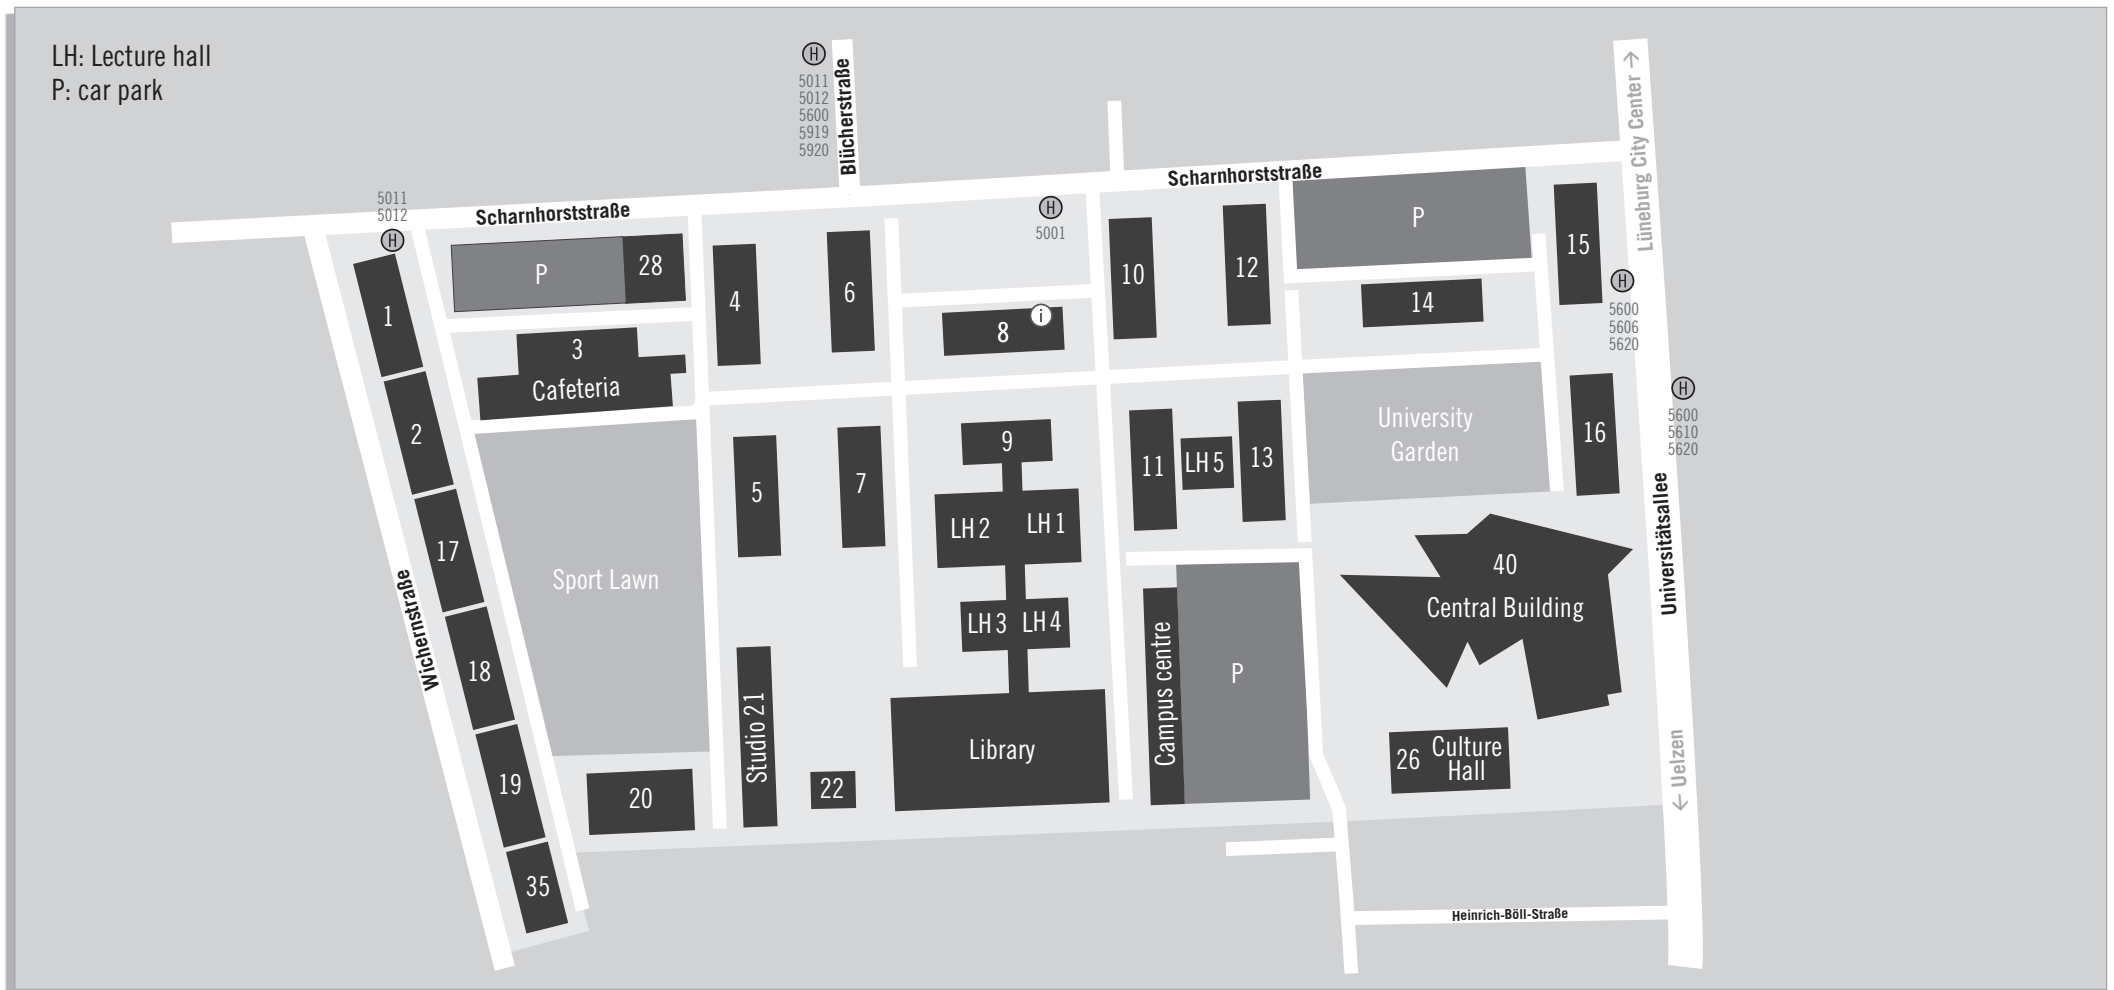 LH: Lecture hall
P: car park
H
5011
5012
5600
5919
5920
Blücherstraße
Lüneburg City Center →
5011
5012
H
Scharnhorststraße
Scharnhorststraße
H
5001
P
28
P
1
4
6
8
i
10
12
14
15
H
5600
5606
5620
3
Cafeteria
2
H
5600
5610
5620
University
Garden
16
9
5
7
11
LH 5
13
17
LH 2
LH 1
Sport Lawn
40
Central Building
Universitätsallee
Wichernstraße
18
LH 3
LH 4
Campus centre
P
19
Studio 21
22
Library
26
Culture
Hall
← Uelzen
20
35
Heinrich-Böll-Straße